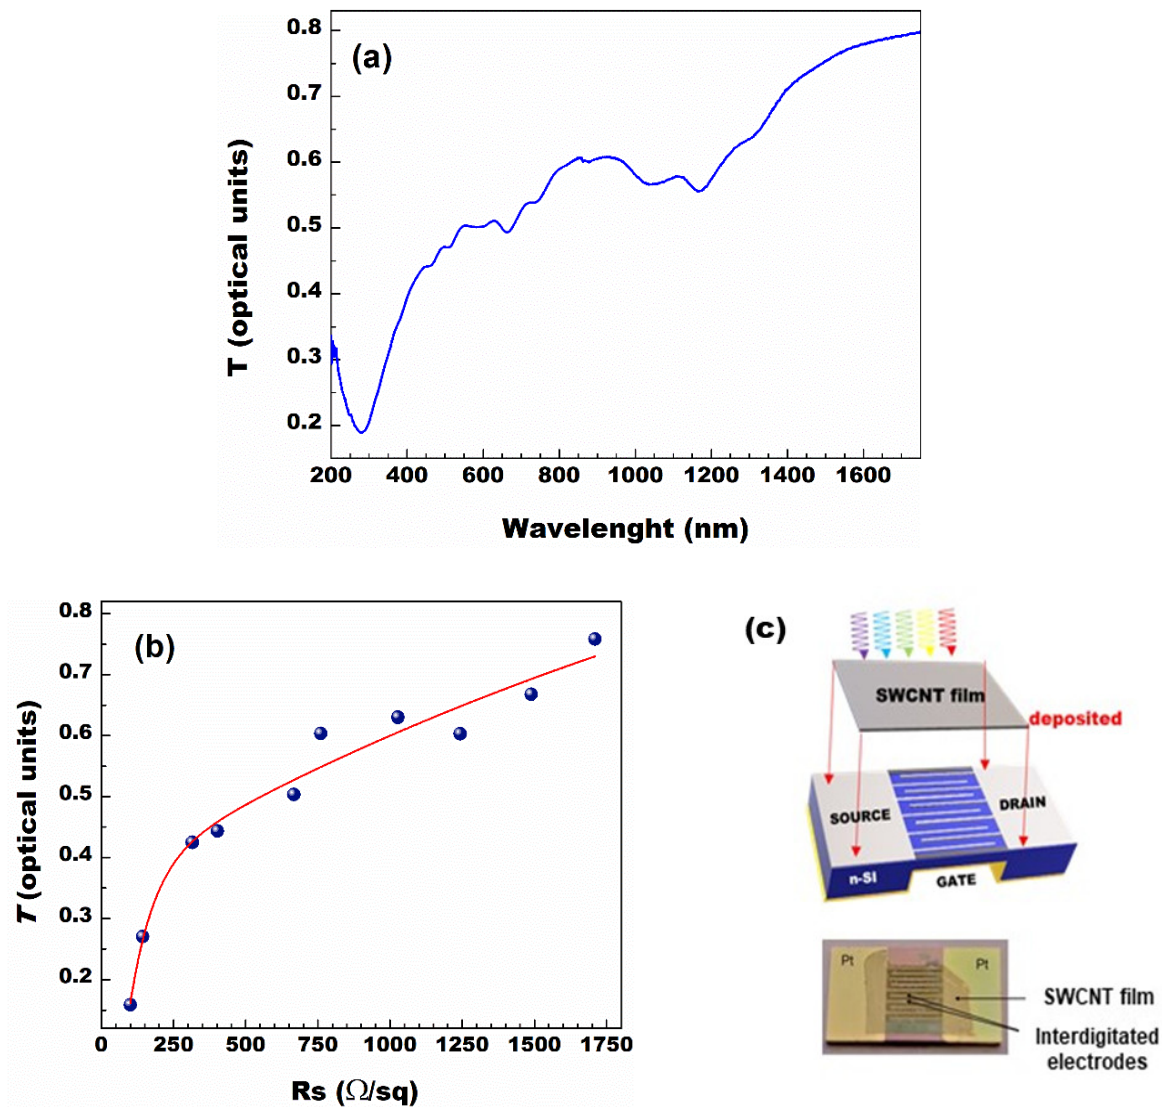 (a)
T (optical units)
0.8
0.7
0.6
0.5
0.4
0.3
0.2
200 400 600 800 1000 1200 1400 1600
Wavelenght (nm)
(b)
T (optical units)
0.8
0.7
0.6
0.5
0.4
0.3
0.2
0 250 500 750 1000 1250 1500 1750
Rs (Ω/sq)
(c)
SWCNT film
deposited
SOURCE
DRAIN
n-Si
GATE
Pt
Pt
SWCNT film
Interdigitated
electrodes